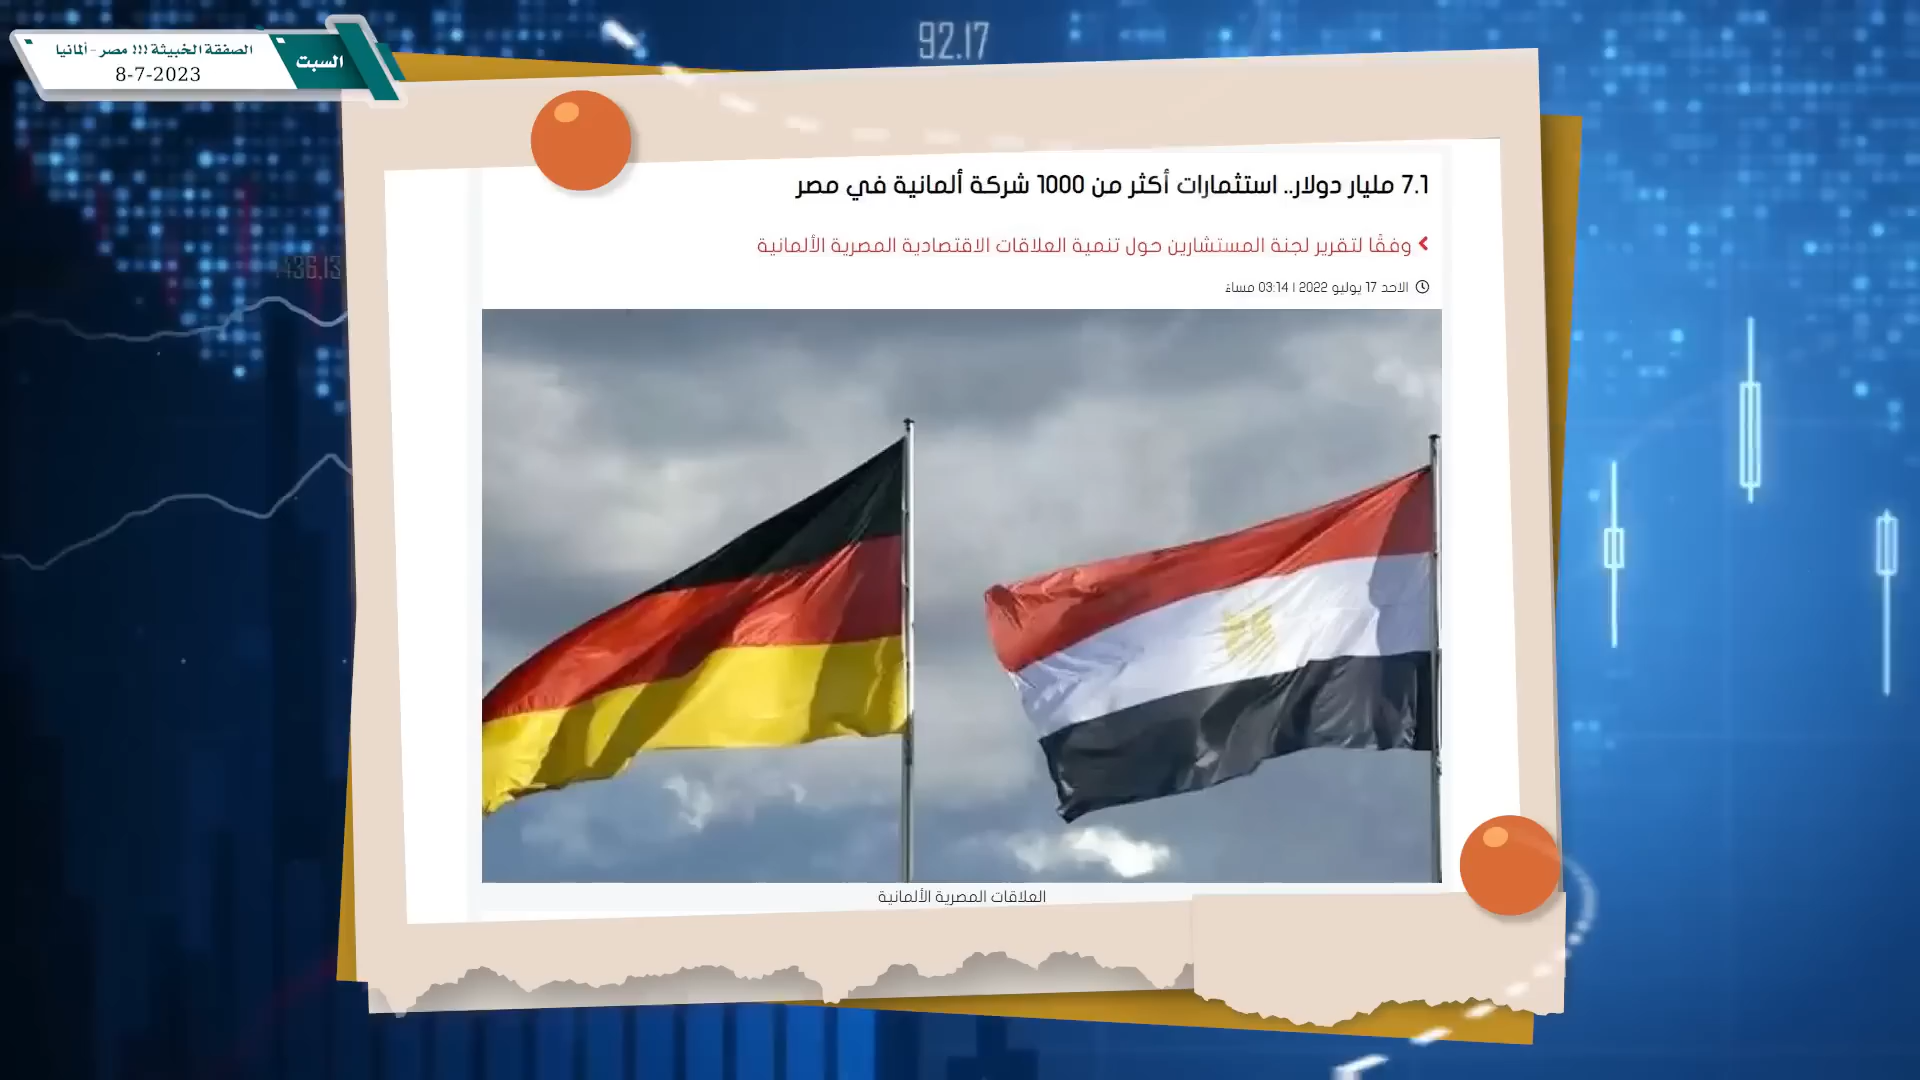 الصفقة الخبيثة !!! مصر - ألمانيا
8-7-2023
السبت
92.17
436,13
7.1 مليار دولار.. استثمارات أكثر من 1000 شركة ألمانية في مصر
وفقًا لتقرير لجنة المستشارين حول تنمية العلاقات الاقتصادية المصرية الألمانية
الاحد 17 يوليو 2022 | 03:14 مساءً
العلاقات المصرية الألمانية